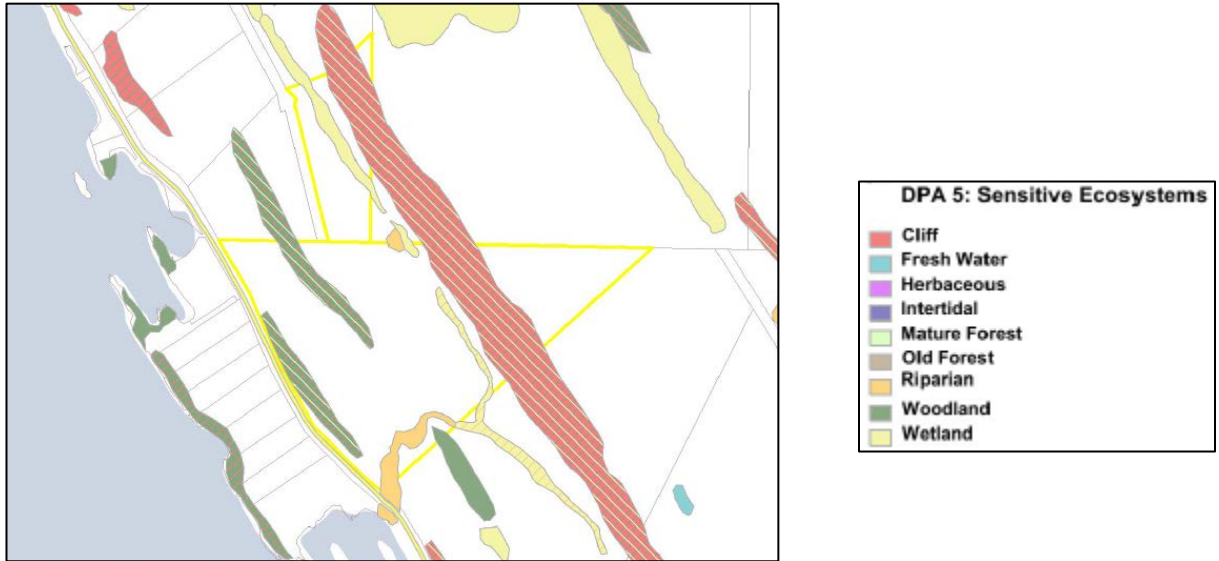 DPA 5: Sensitive Ecosystems
Cliff
Fresh Water
Herbaceous
Intertidal
Mature Forest
Old Forest
Riparian
Woodland
Wetland